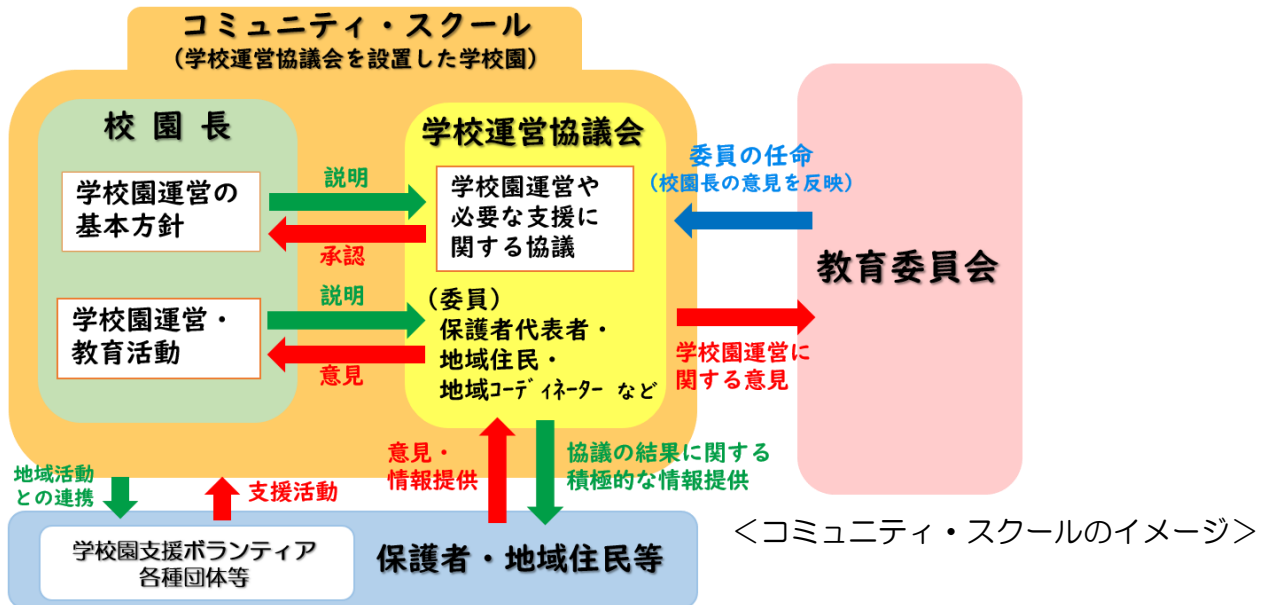 コミュニティ・スクール
(学校運営協議会を設置した学校園)
校園長
学校園運営の
基本方針
学校園運営・
教育活動
説明
承認
説明
意見
学校運営協議会
学校園運営や
必要な支援に
関する協議
(委員)
保護者代表者・
地域住民・
地域ｺｰﾃﾞｨﾈｰﾀｰ など
委員の任命
(校園長の意見を反映)
学校園運営に
関する意見
教育委員会
地域活動
との連携
支援活動
意見・
情報提供
協議の結果に関する
積極的な情報提供
学校園支援ボランティア
各種団体等
保護者・地域住民等
＜コミュニティ・スクールのイメージ＞